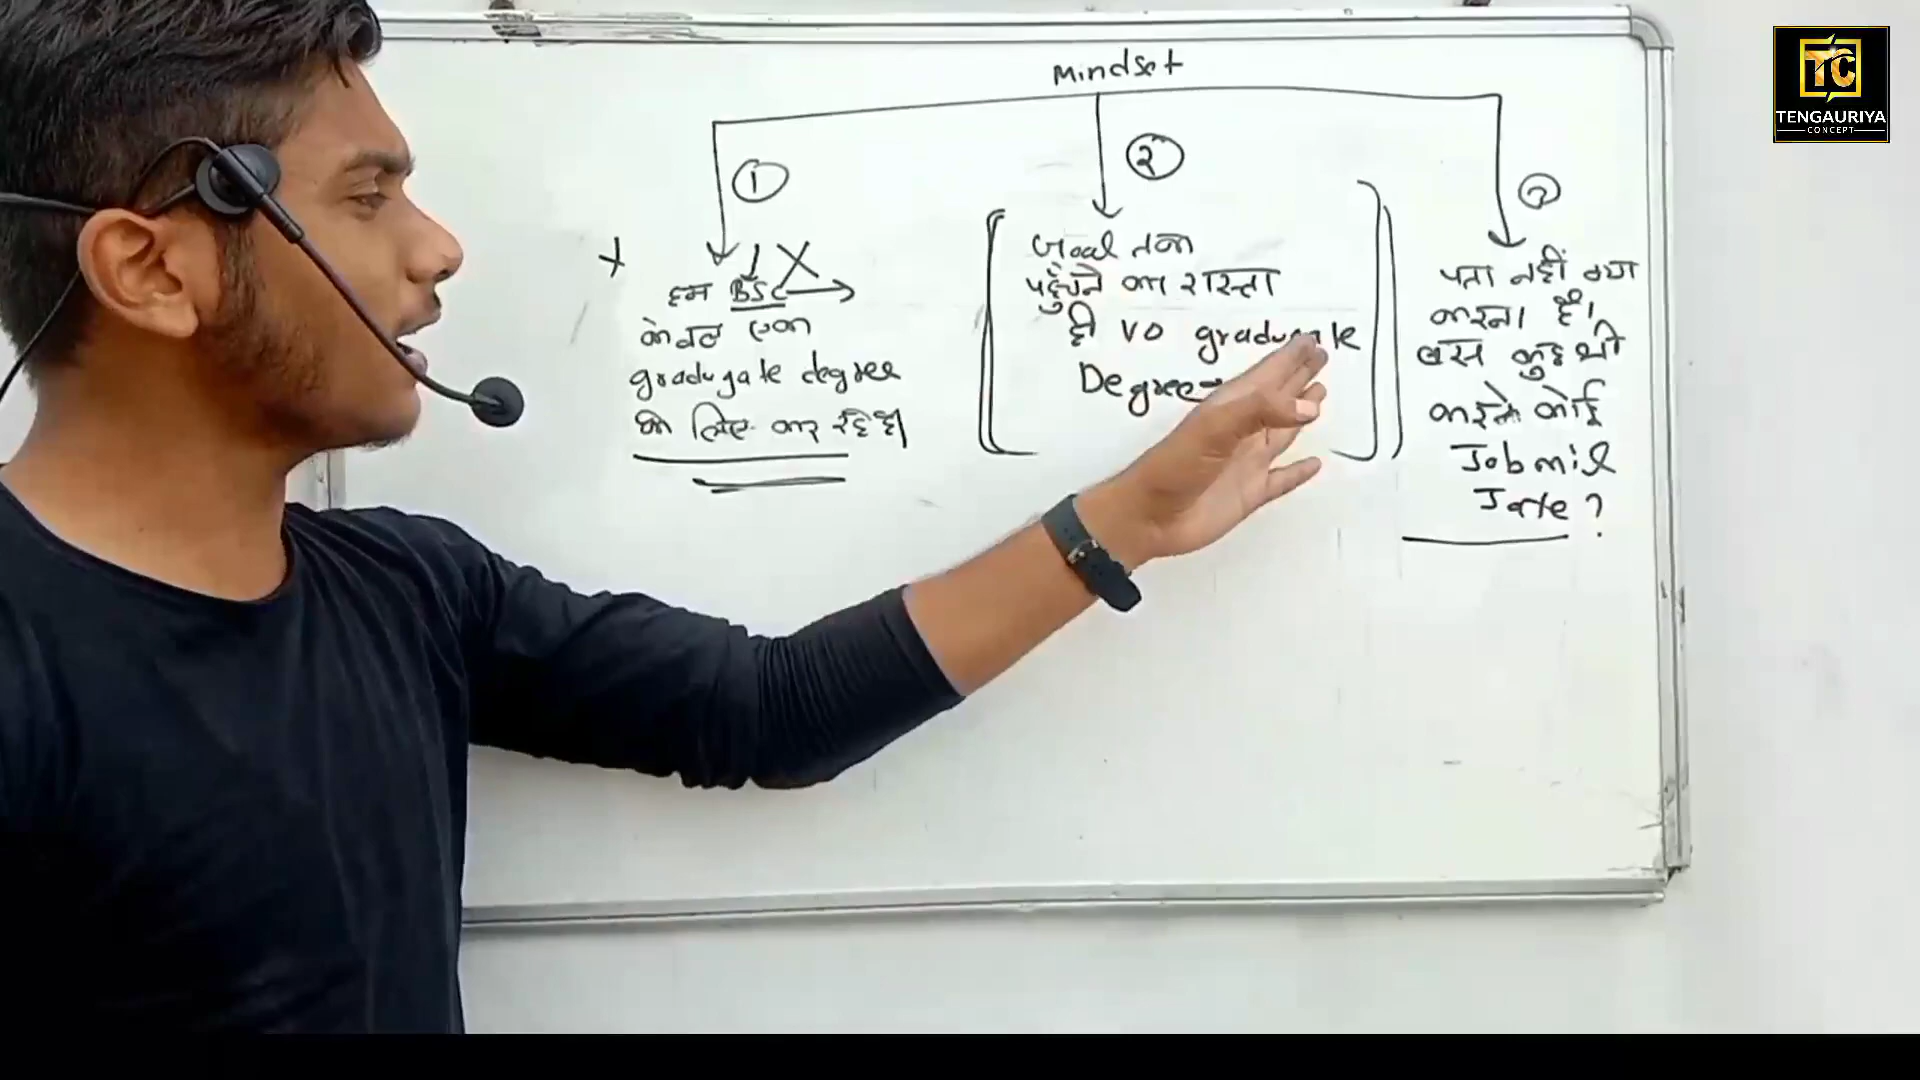 Mindset
①
हम BSC
केवल एक
graduate degree
के लिए कर रहे है।
②
Goal तक
पहुँचने का रास्ता
ही vo graduate
Degree
पता नहीं क्या
करना है।
बस कुछ भी
करके कोई
Job mil
Jate ?
TC
TENGAURIYA
CONCEPT